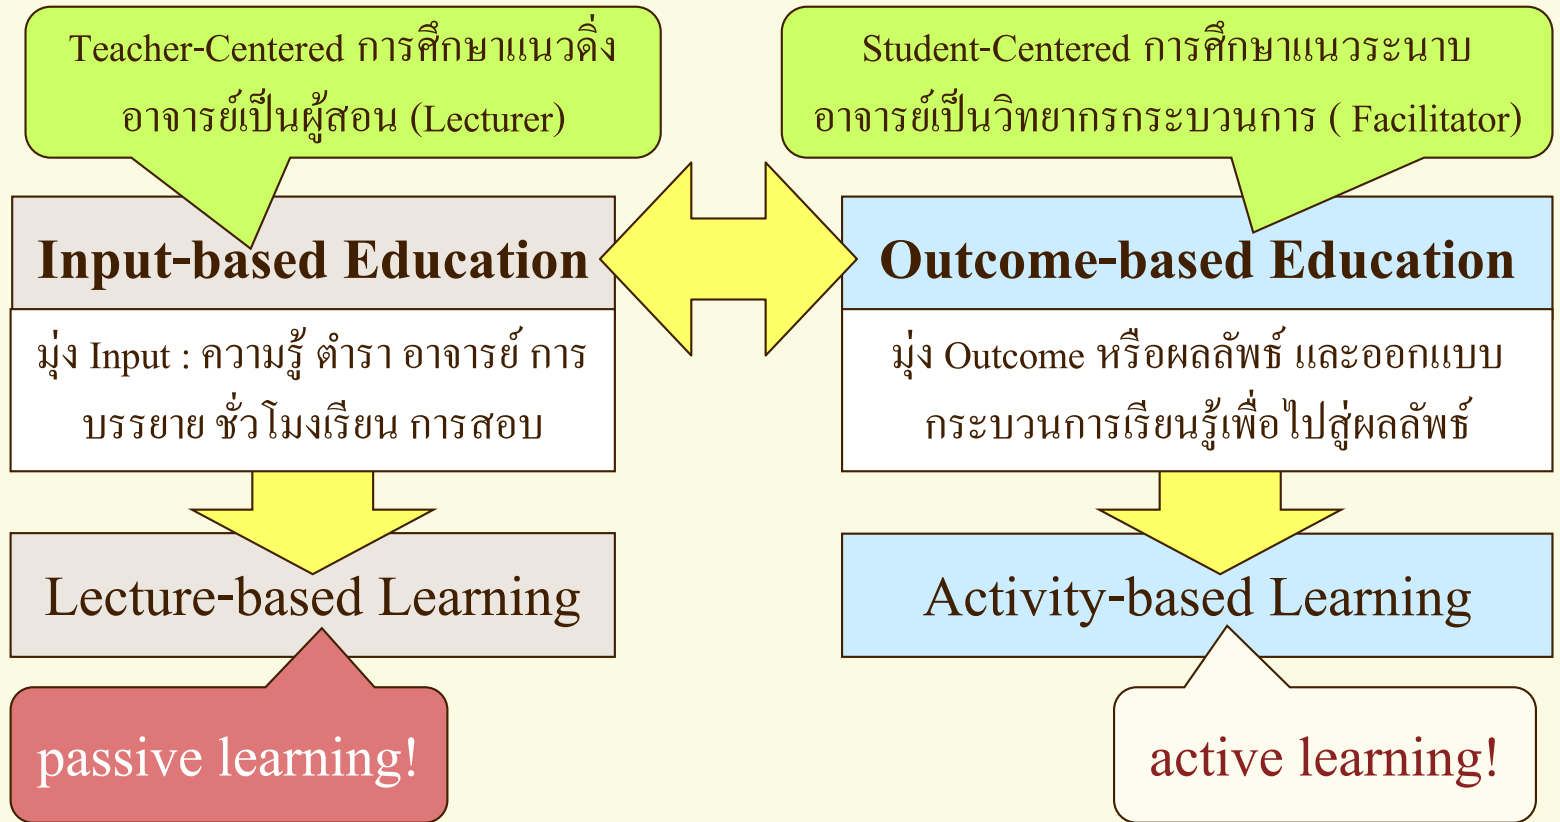 Teacher-Centered การศึกษาแนวดิ่ง
อาจารย์เป็นผู้สอน (Lecturer)
Input-based Education
มุ่ง Input : ความรู้ ตำรา อาจารย์ การ
บรรยาย ชั่วโมงเรียน การสอบ
Lecture-based Learning
passive learning!
Student-Centered การศึกษาแนวระนาบ
อาจารย์เป็นวิทยากรกระบวนการ ( Facilitator)
Outcome-based Education
มุ่ง Outcome หรือผลลัพธ์ และออกแบบ
กระบวนการเรียนรู้เพื่อไปสู่ผลลัพธ์
Activity-based Learning
active learning!